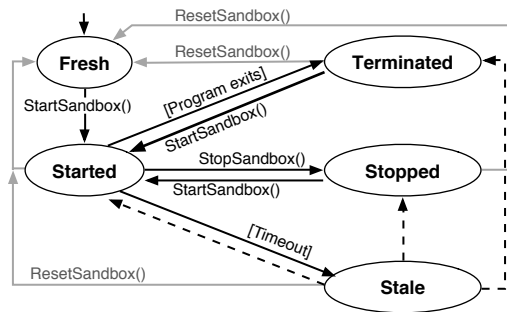 ResetSandbox()
ResetSandbox()
Fresh
Terminated
[Program exits]
StartSandbox()
StartSandbox()
Started
StopSandbox()
Stopped
StartSandbox()
[Timeout]
ResetSandbox()
Stale